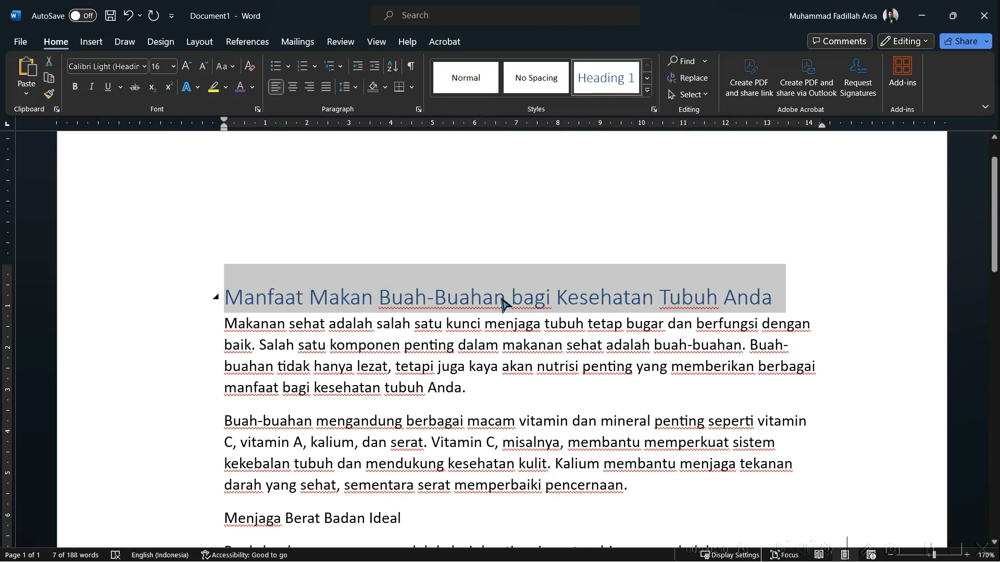 AutoSave Off Document1 - Word Search Muhammad Fadillah Arsa
File Home Insert Draw Design Layout References Mailings Review View Help Acrobat Comments Editing Share
Paste
Clipboard
Calibri Light (Headin 16
Font
Paragraph
Normal No Spacing Heading 1
Styles
Find
Replace
Select
Editing
Create PDF and share link
Create PDF and share via Outlook
Request Signatures
Adobe Acrobat
Add-ins
Add-ins
1 2 3 4 5 6 7 8 9 10 11 12 13 14
Manfaat Makan Buah-Buahan bagi Kesehatan Tubuh Anda
Makanan sehat adalah salah satu kunci menjaga tubuh tetap bugar dan berfungsi dengan
baik. Salah satu komponen penting dalam makanan sehat adalah buah-buahan. Buah-
buahan tidak hanya lezat, tetapi juga kaya akan nutrisi penting yang memberikan berbagai
manfaat bagi kesehatan tubuh Anda.
Buah-buahan mengandung berbagai macam vitamin dan mineral penting seperti vitamin
C, vitamin A, kalium, dan serat. Vitamin C, misalnya, membantu memperkuat sistem
kekebalan tubuh dan mendukung kesehatan kulit. Kalium membantu menjaga tekanan
darah yang sehat, sementara serat memperbaiki pencernaan.
Menjaga Berat Badan Ideal
1
2
3
4
5
6
Page 1 of 1 7 of 188 words English (Indonesia) Accessibility: Good to go Display Settings Focus 170%